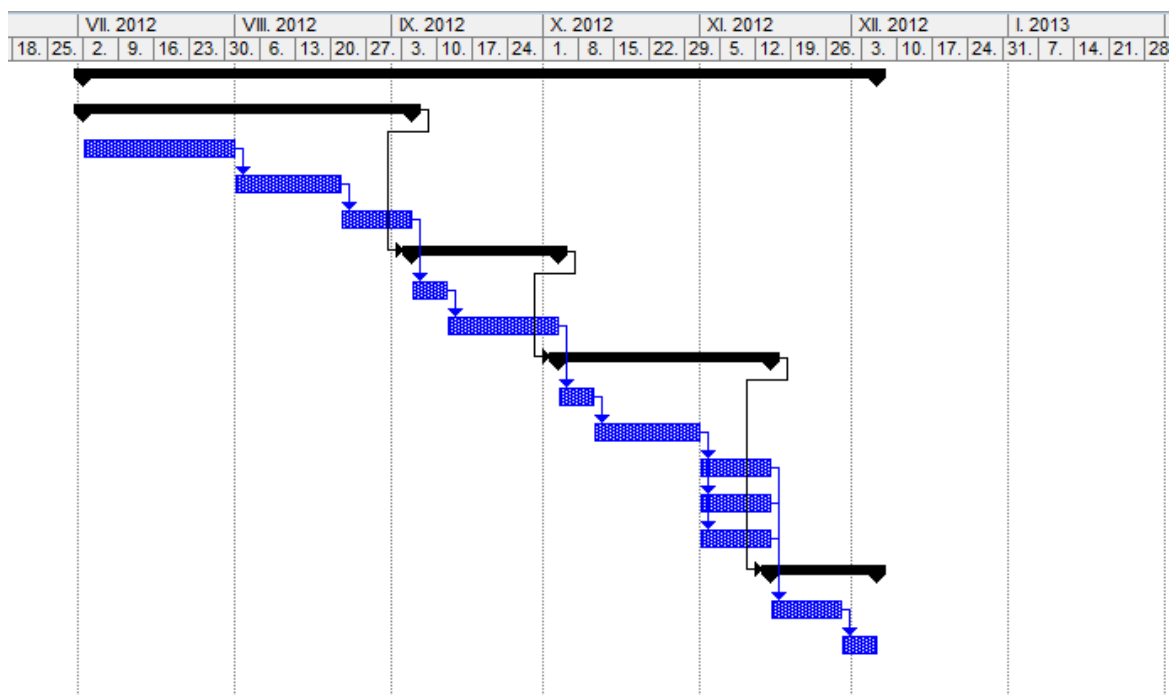 VII. 2012 VIII. 2012 IX. 2012 X. 2012 XI. 2012 XII. 2012 I. 2013
18. 25. 2. 9. 16. 23. 30. 6. 13. 20. 27. 3. 10. 17. 24. 1. 8. 15. 22. 29. 5. 12. 19. 26. 3. 10. 17. 24. 31. 7. 14. 21. 28